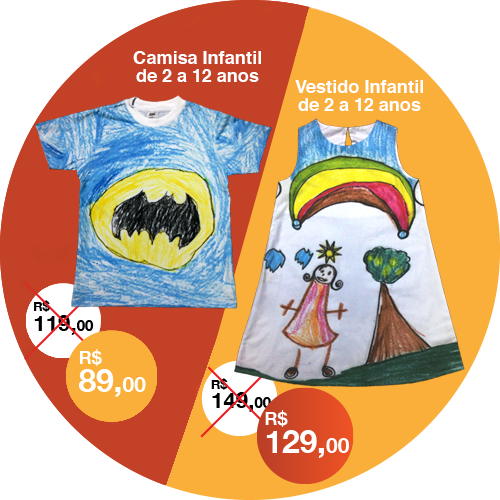 Camisa Infantil
de 2 a 12 anos
R$
119,00
R$
89,00
Vestido Infantil
de 2 a 12 anos
R$
149,00
R$
129,00